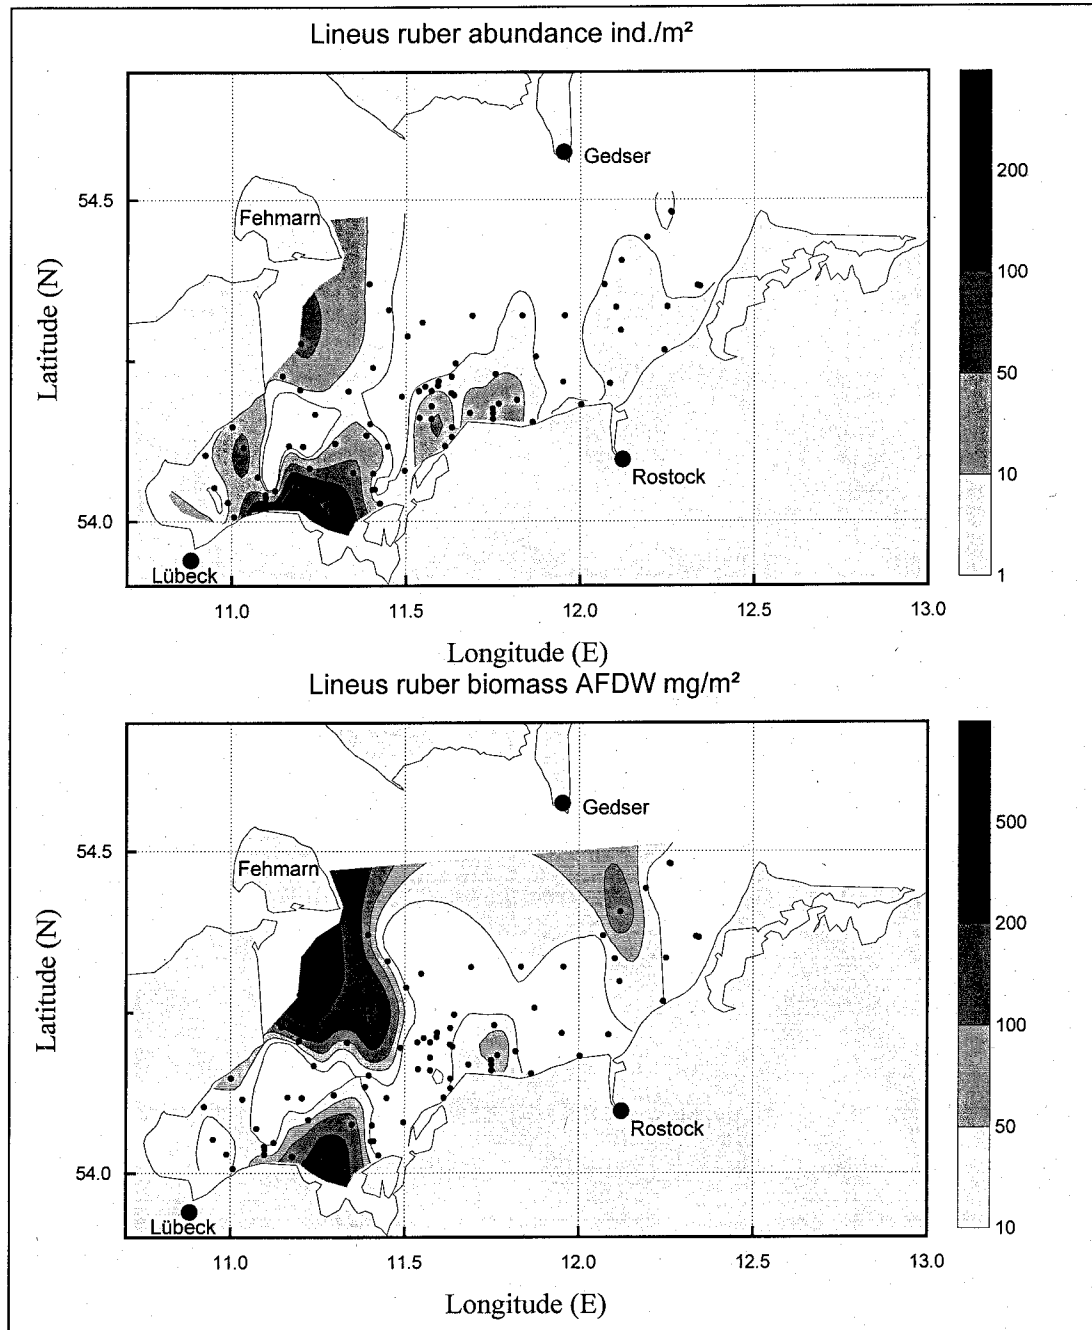 Lineus ruber abundance ind./m²
Gedser
200
54.5
Fehmarn
100
Latitude (N)
50
10
Rostock
54.0
Lübeck
1
11.0 11.5 12.0 12.5 13.0
Longitude (E)
Lineus ruber biomass AFDW mg/m²
Gedser
500
54.5
Fehmarn
200
Latitude (N)
100
50
Rostock
54.0
Lübeck
10
11.0 11.5 12.0 12.5 13.0
Longitude (E)